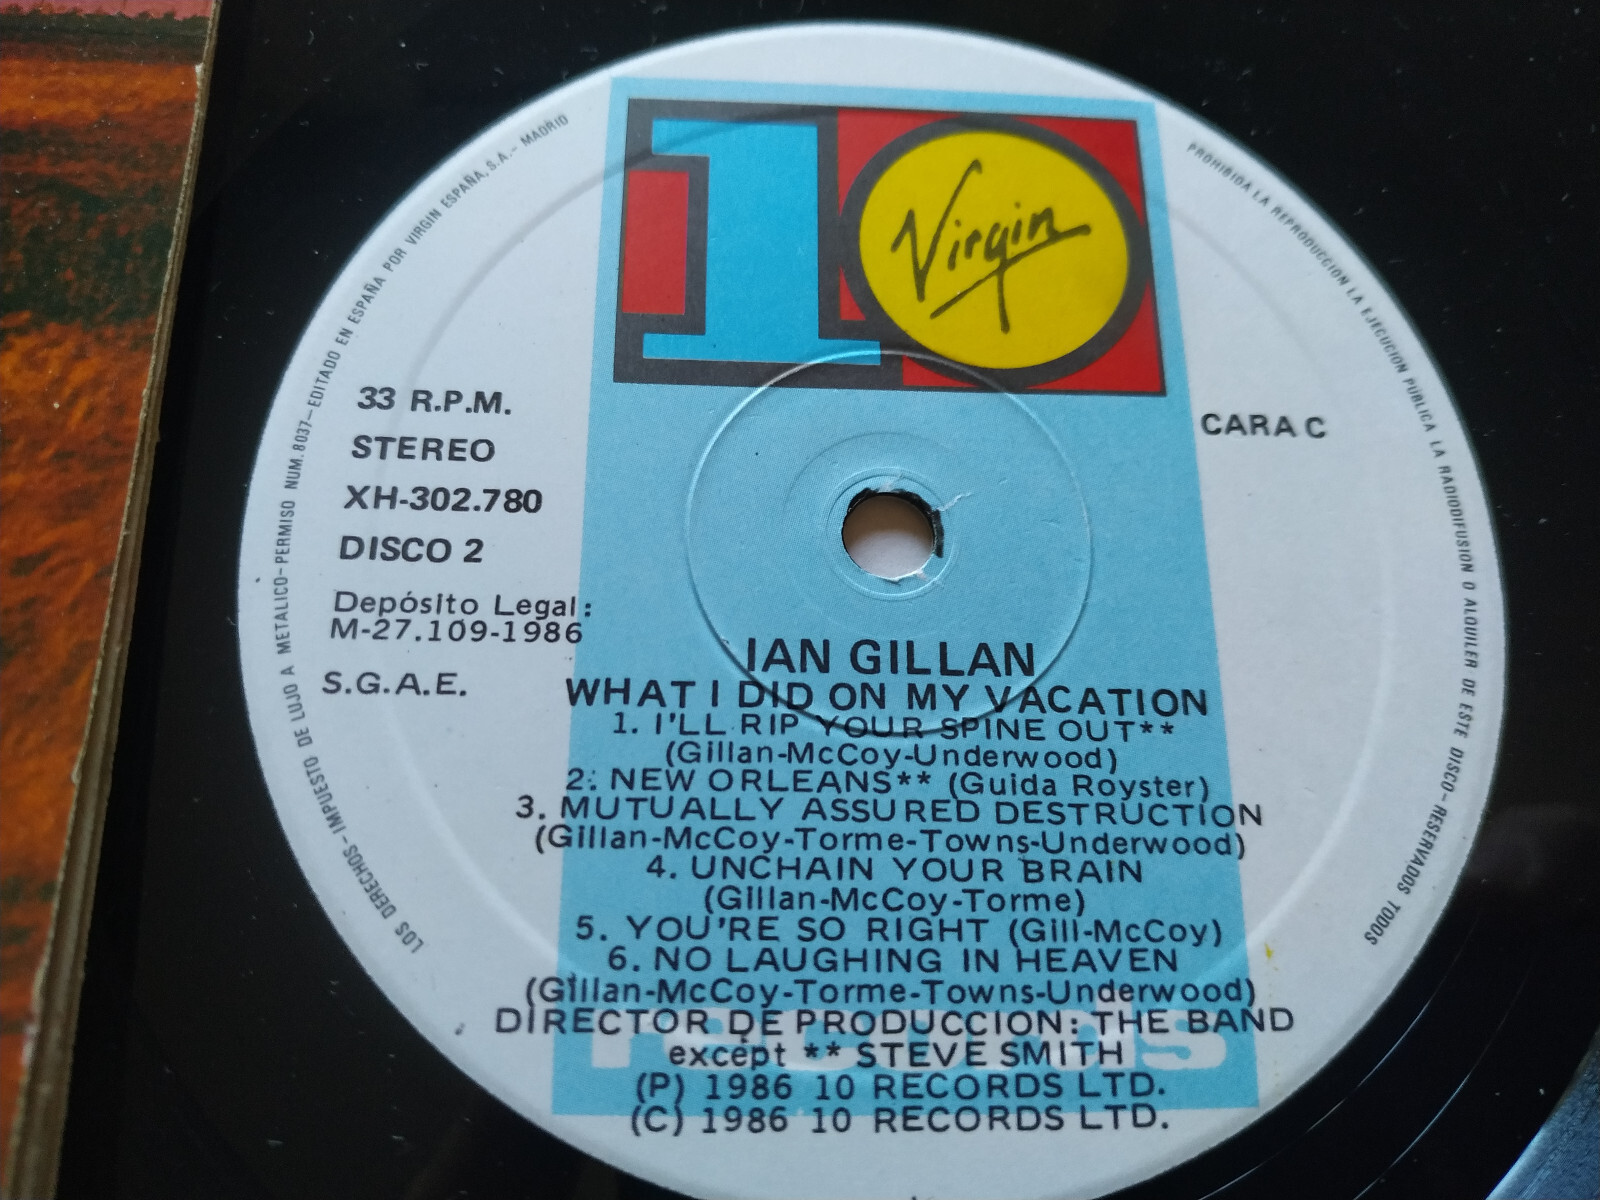 10
Virgin
33 R.P.M.
STEREO
XH-302.780
DISCO 2
Depósito Legal:
M-27.109-1986
S.G.A.E.
CARA C
IAN GILLAN
WHAT I DID ON MY VACATION
1. I'LL RIP YOUR SPINE OUT**
(Gillan-McCoy-Underwood)
2. NEW ORLEANS** (Guida Royster)
3. MUTUALLY ASSURED DESTRUCTION
(Gillan-McCoy-Torme-Towns-Underwood)
4. UNCHAIN YOUR BRAIN
(Gillan-McCoy-Torme)
5. YOU'RE SO RIGHT (Gill-McCoy)
6. NO LAUGHING IN HEAVEN
(Gillan-McCoy-Torme-Towns-Underwood)
DIRECTOR DE PRODUCCION: THE BAND
except ** STEVE SMITH
records
(P) 1986 10 RECORDS LTD.
(C) 1986 10 RECORDS LTD.
LOS DERECHOS-IMPUESTO DE LUJO A METALICO-PERMISO NUM. 8037-EDITADO EN ESPAÑA POR VIRGIN ESPAÑA, S.A.- MADRID
PROHIBIDA LA REPRODUCCION LA EJECUCION PUBLICA LA RADIODIFUSION O ALQUILER DE ESTE DISCO-RESERVADOS TODOS